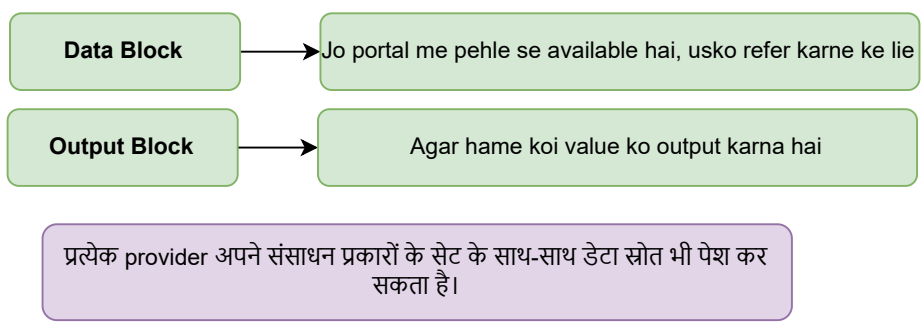 Data Block
Jo portal me pehle se available hai, usko refer karne ke lie
Output Block
Agar hame koi value ko output karna hai
प्रत्येक provider अपने संसाधन प्रकारों के सेट के साथ-साथ डेटा स्रोत भी पेश कर
सकता है।